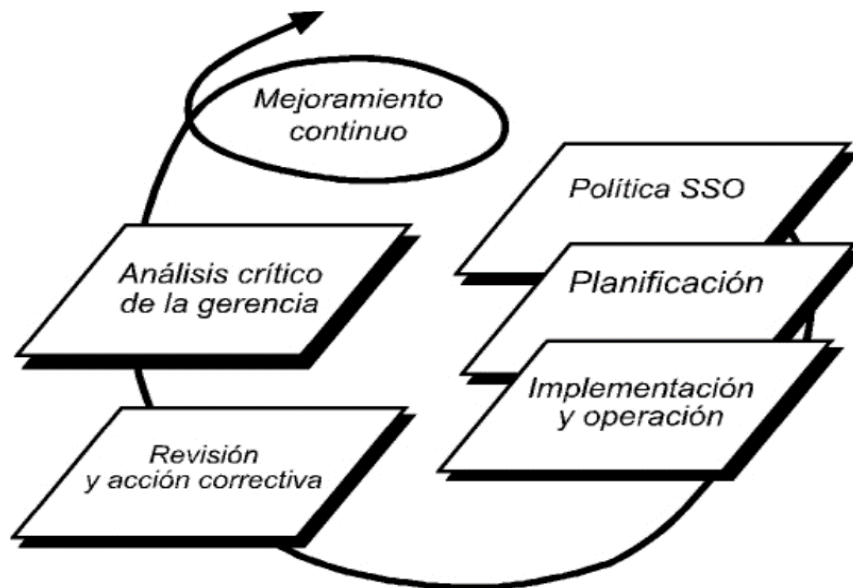 Mejoramiento
continuo
Política SSO
Planificación
Implementación
y operación
Análisis crítico
de la gerencia
Revisión
y acción correctiva